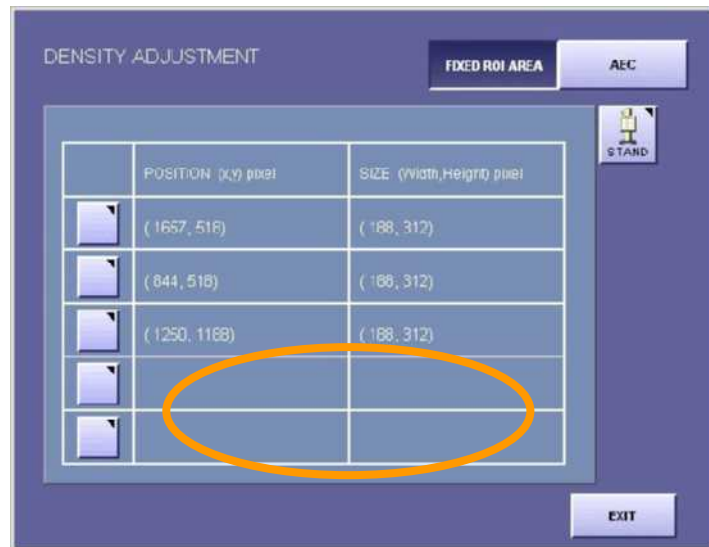 DENSITY ADJUSTMENT
FIXED ROI AREA
AEC
STAND
POSITION (x,y) pixel
SIZE (Width,Height) pixel
(1657, 518)
(188, 312)
(844, 518)
(188, 312)
(1250, 1188)
(188, 312)
EXIT